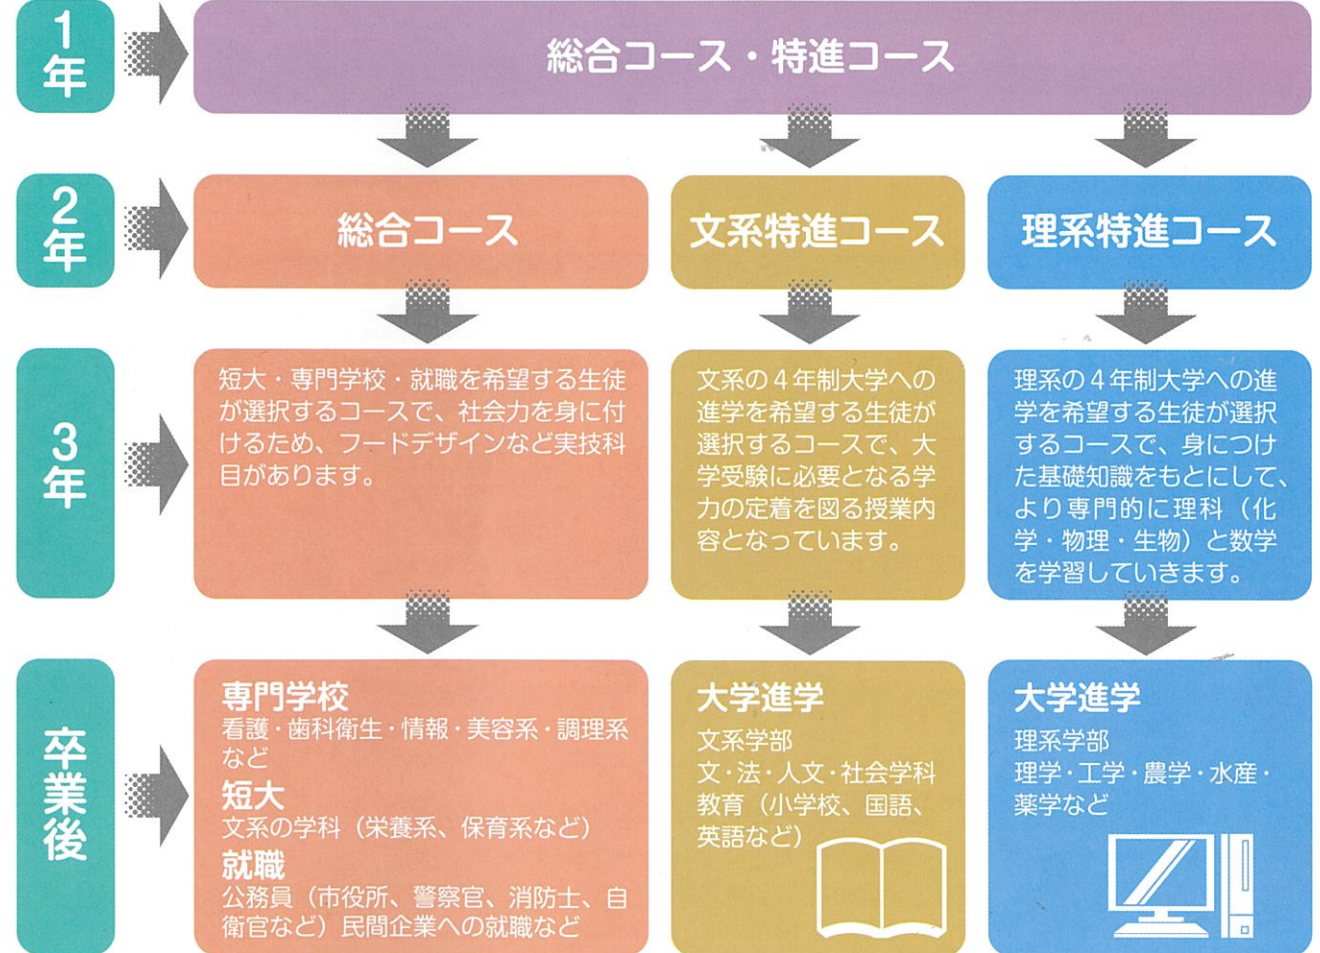 1年
総合コース・特進コース
2年
総合コース
文系特進コース
理系特進コース
3年
短大・専門学校・就職を希望する生徒
が選択するコースで、社会力を身に付
けるため、フードデザインなど実技科
目があります。
文系の4年制大学への
進学を希望する生徒が
選択するコースで、大
学受験に必要となる学
力の定着を図る授業内
容となっています。
理系の4年制大学への進
学を希望する生徒が選択
するコースで、身につけ
た基礎知識をもとにして、
より専門的に理科（化
学・物理・生物）と数学
を学習していきます。
卒業後
専門学校
看護・歯科衛生・情報・美容系・調理系
など
短大
文系の学科（栄養系、保育系など）
就職
公務員（市役所、警察官、消防士、自
衛官など）民間企業への就職など
大学進学
文系学部
文・法・人文・社会学科
教育（小学校、国語、
英語など）
大学進学
理系学部
理学・工学・農学・水産・
薬学など